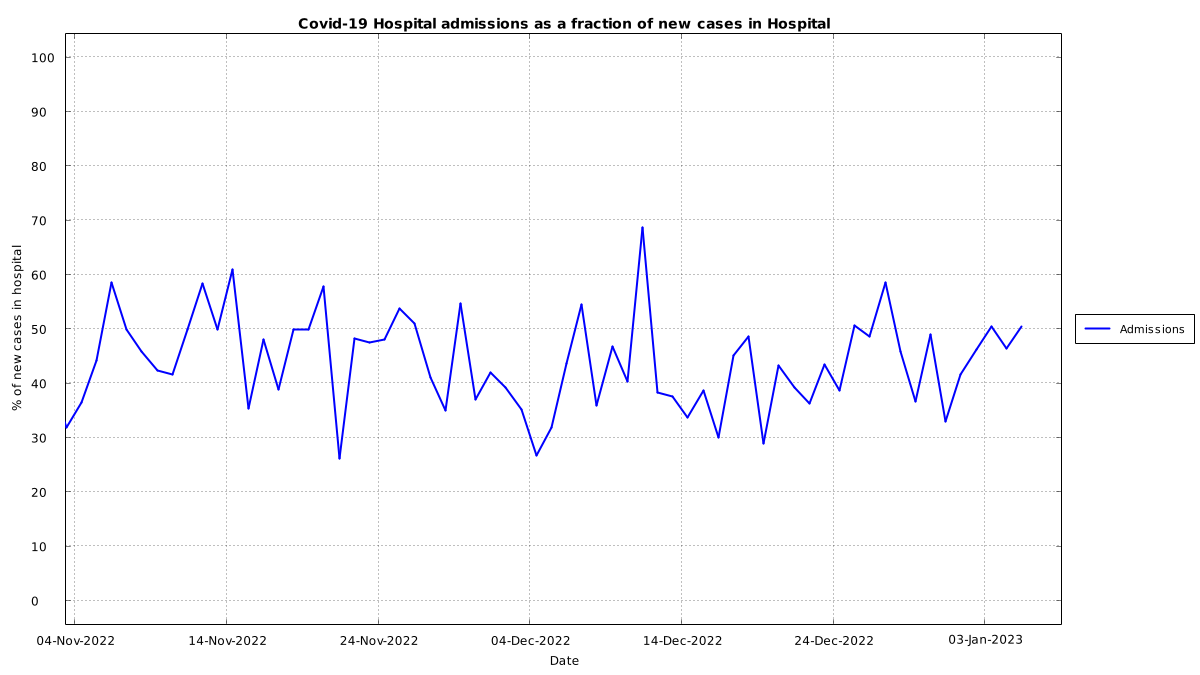 Covid-19 Hospital admissions as a fraction of new cases in Hospital
% of new cases in hospital
100
90
80
70
60
50
40
30
20
10
0
04-Nov-2022
14-Nov-2022
24-Nov-2022
04-Dec-2022
14-Dec-2022
24-Dec-2022
03-Jan-2023
Date
Admissions